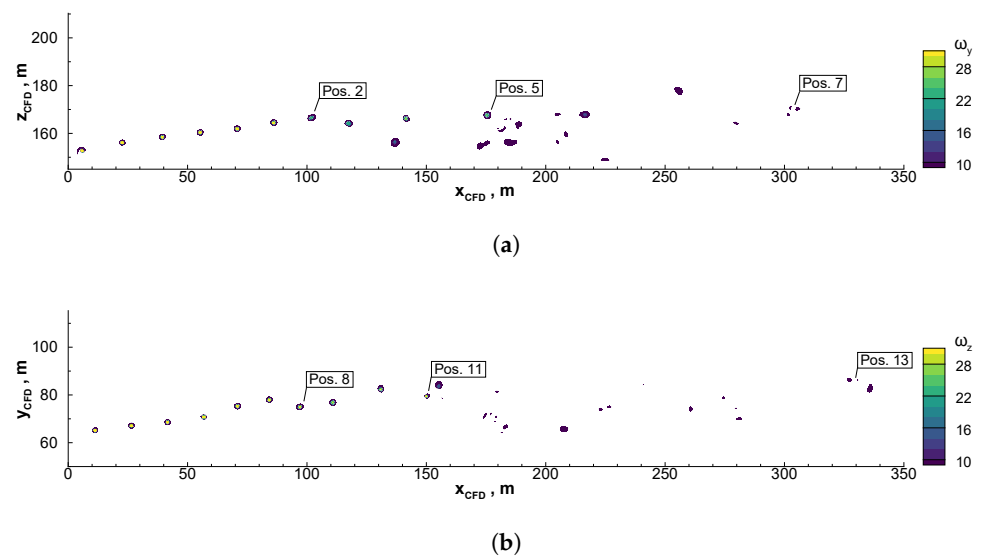 200
180
160
z_CFD , m
Pos. 2
Pos. 5
Pos. 7
0 50 100 150 200 250 300 350
x_CFD , m
ω_y
28
22
16
10
(a)
100
80
60
y_CFD , m
Pos. 8
Pos. 11
Pos. 13
0 50 100 150 200 250 300 350
x_CFD , m
ω_z
28
22
16
10
(b)